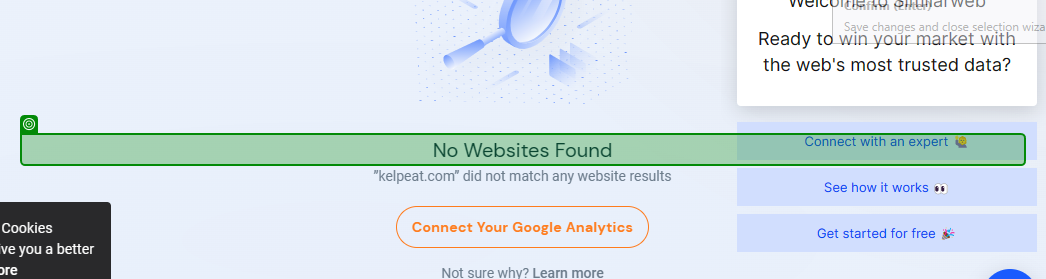 Welcome to Similarweb
Confirm (Enter)
Save changes and close selection wiza
Ready to win your market with
the web's most trusted data?
Connect with an expert
No Websites Found
"kelpeat.com" did not match any website results
See how it works 👀
Cookies
ive you a better
ore
Connect Your Google Analytics
Get started for free 🎉
Not sure why? Learn more